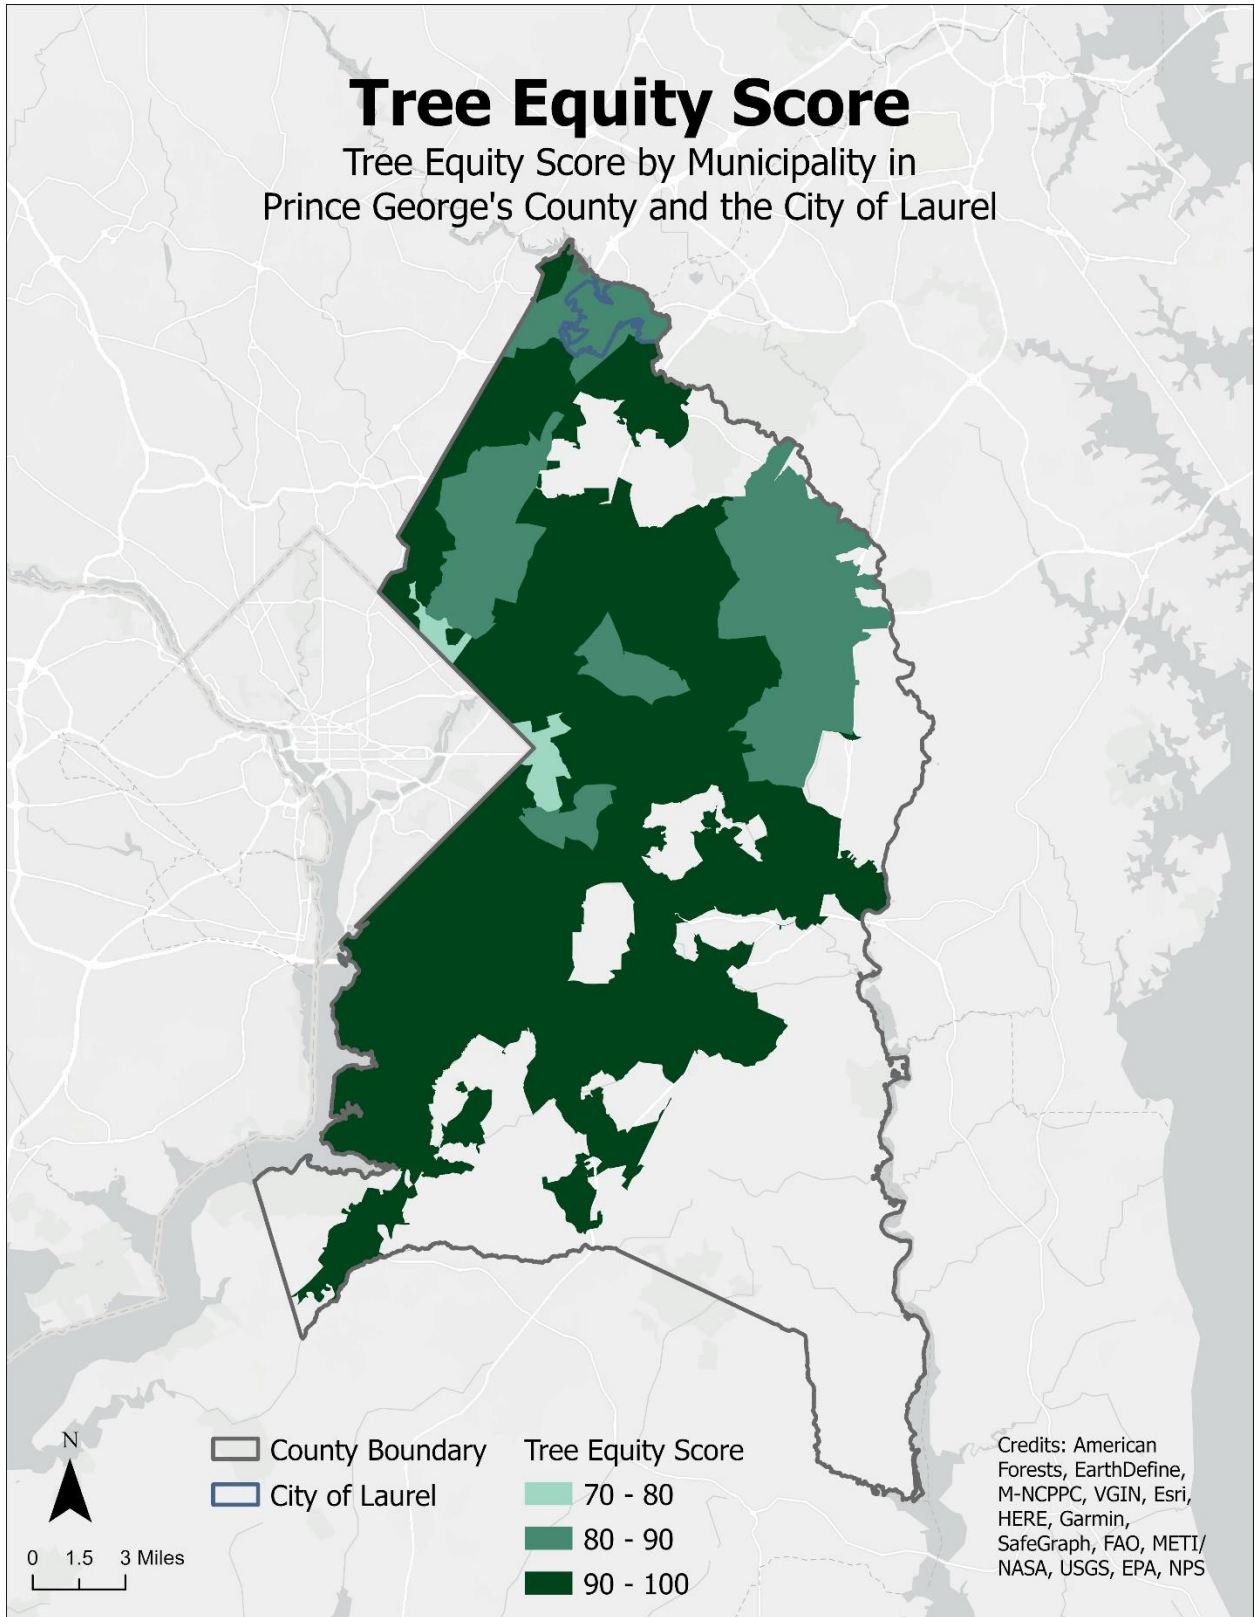 Tree Equity Score
Tree Equity Score by Municipality in
Prince George's County and the City of Laurel
N
0 1.5 3 Miles
County Boundary
City of Laurel
Tree Equity Score
70 - 80
80 - 90
90 - 100
Credits: American
Forests, EarthDefine,
M-NCPPC, VGIN, Esri,
HERE, Garmin,
SafeGraph, FAO, METI/
NASA, USGS, EPA, NPS